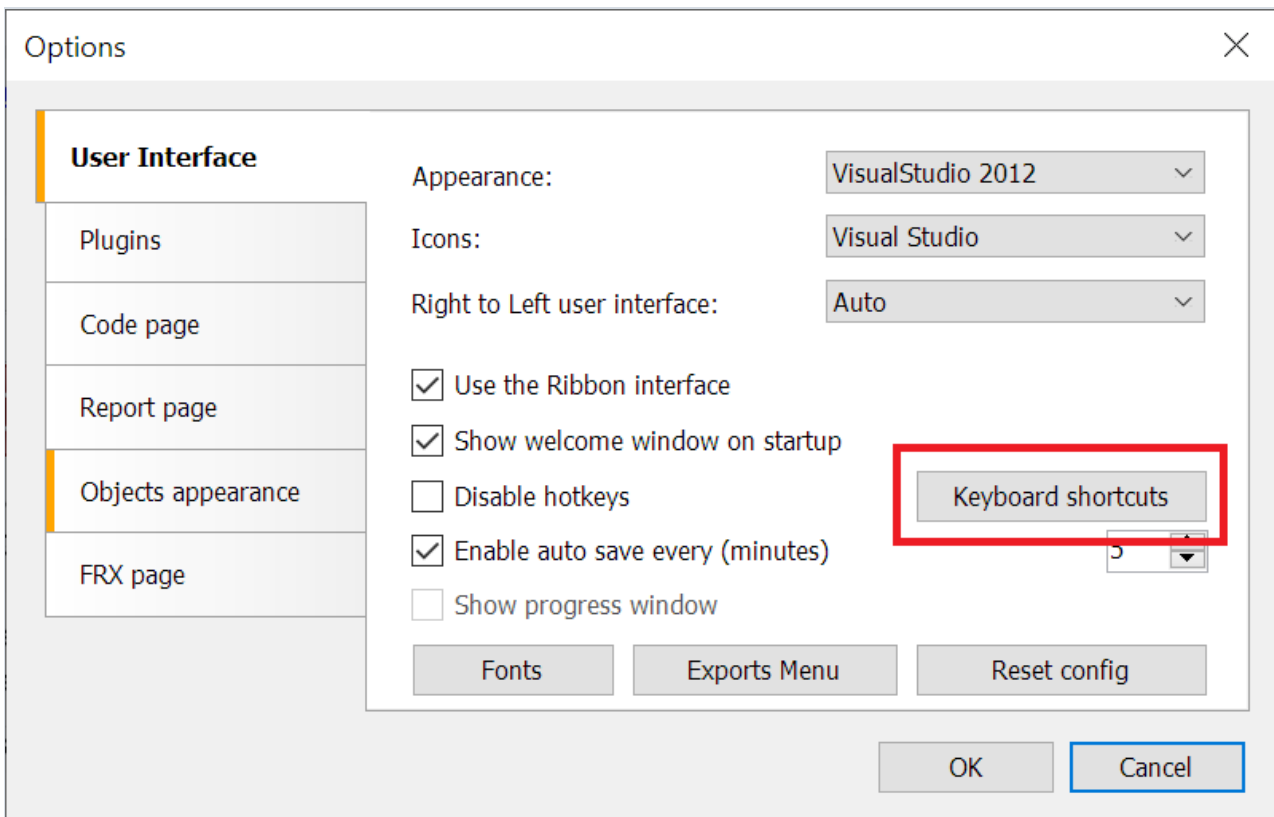 Options
User Interface
Plugins
Code page
Report page
Objects appearance
FRX page
Appearance: VisualStudio 2012
Icons: Visual Studio
Right to Left user interface: Auto
Use the Ribbon interface
Show welcome window on startup
Disable hotkeys Keyboard shortcuts
Enable auto save every (minutes) 5
Show progress window
Fonts Exports Menu Reset config
OK Cancel